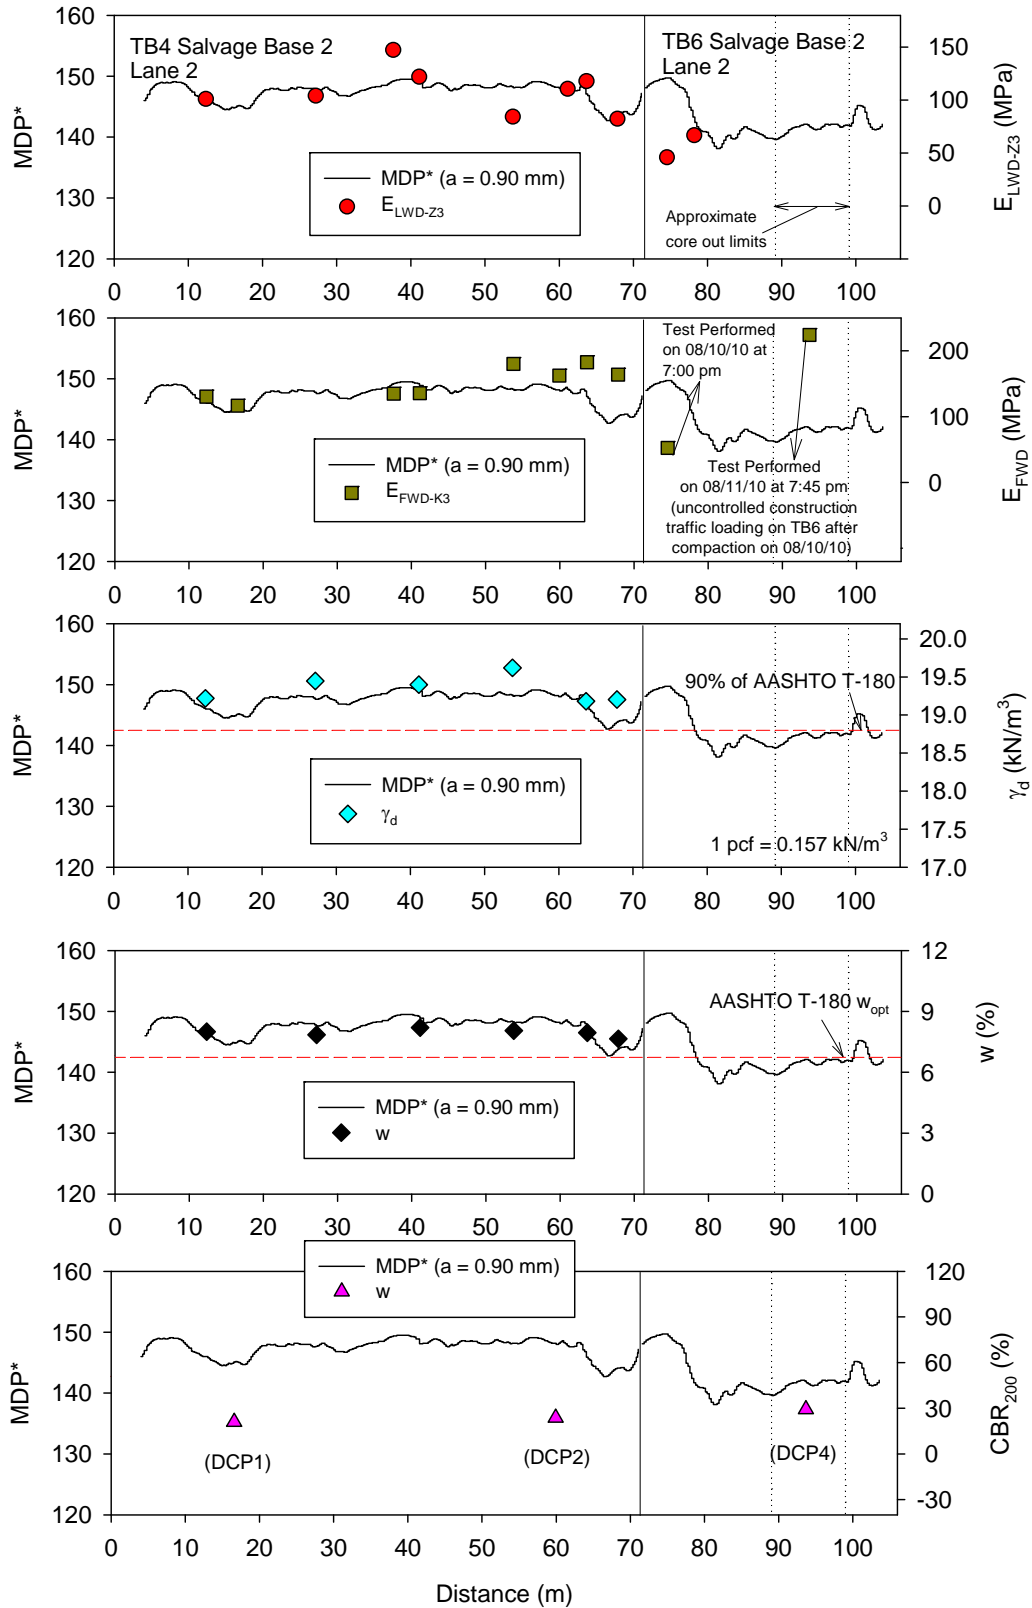 160
150
140
130
120
MDP*
TB4 Salvage Base 2
Lane 2
TB6 Salvage Base 2
Lane 2
MDP* (a = 0.90 mm)
E_LWD-Z3
Approximate
core out limits
150
100
50
0
E_LWD-Z3 (MPa)
0 10 20 30 40 50 60 70 80 90 100
160
150
140
130
120
MDP*
Test Performed
on 08/10/10 at
7:00 pm
MDP* (a = 0.90 mm)
E_FWD-K3
Test Performed
on 08/11/10 at 7:45 pm
(uncontrolled construction
traffic loading on TB6 after
compaction on 08/10/10)
200
100
0
E_FWD (MPa)
0 10 20 30 40 50 60 70 80 90 100
160
150
140
130
120
MDP*
90% of AASHTO T-180
MDP* (a = 0.90 mm)
γ_d
1 pcf = 0.157 kN/m³
20.0
19.5
19.0
18.5
18.0
17.5
17.0
γ_d (kN/m³)
0 10 20 30 40 50 60 70 80 90 100
160
150
140
130
120
MDP*
AASHTO T-180 w_opt
MDP* (a = 0.90 mm)
w
12
9
6
3
0
w (%)
0 10 20 30 40 50 60 70 80 90 100
160
150
140
130
120
MDP*
MDP* (a = 0.90 mm)
w
(DCP1)
(DCP2)
(DCP4)
120
90
60
30
0
-30
CBR_200 (%)
0 10 20 30 40 50 60 70 80 90 100
Distance (m)